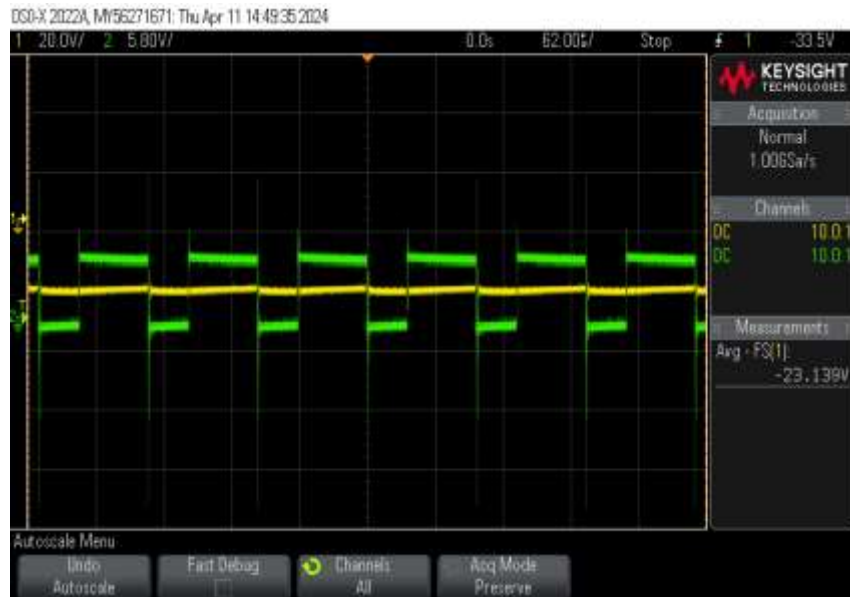 DSO-X 2022A, MY56271671: Thu Apr 11 14:49:35 2024
1 20.0V/ 2 5.80V/ 0.0s 62.00%/ Stop 1 -33.5V
KEYSIGHT
TECHNOLOGIES
Acquisition
Normal
1.00GSa/s
Channels
DC 10.0:1
DC 10.0:1
Measurements
Avg - FS(1):
-23.139V
Autoscale Menu
Undo
Autoscale
Fast Debug
Channels
All
Acq Mode
Preserve